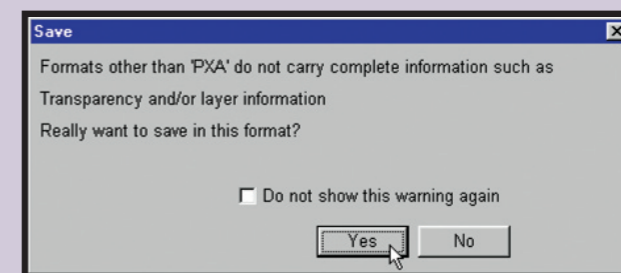 Save
Formats other than 'PXA' do not carry complete information such as
Transparency and/or layer information
Really want to save in this format?
Do not show this warning again
Yes No